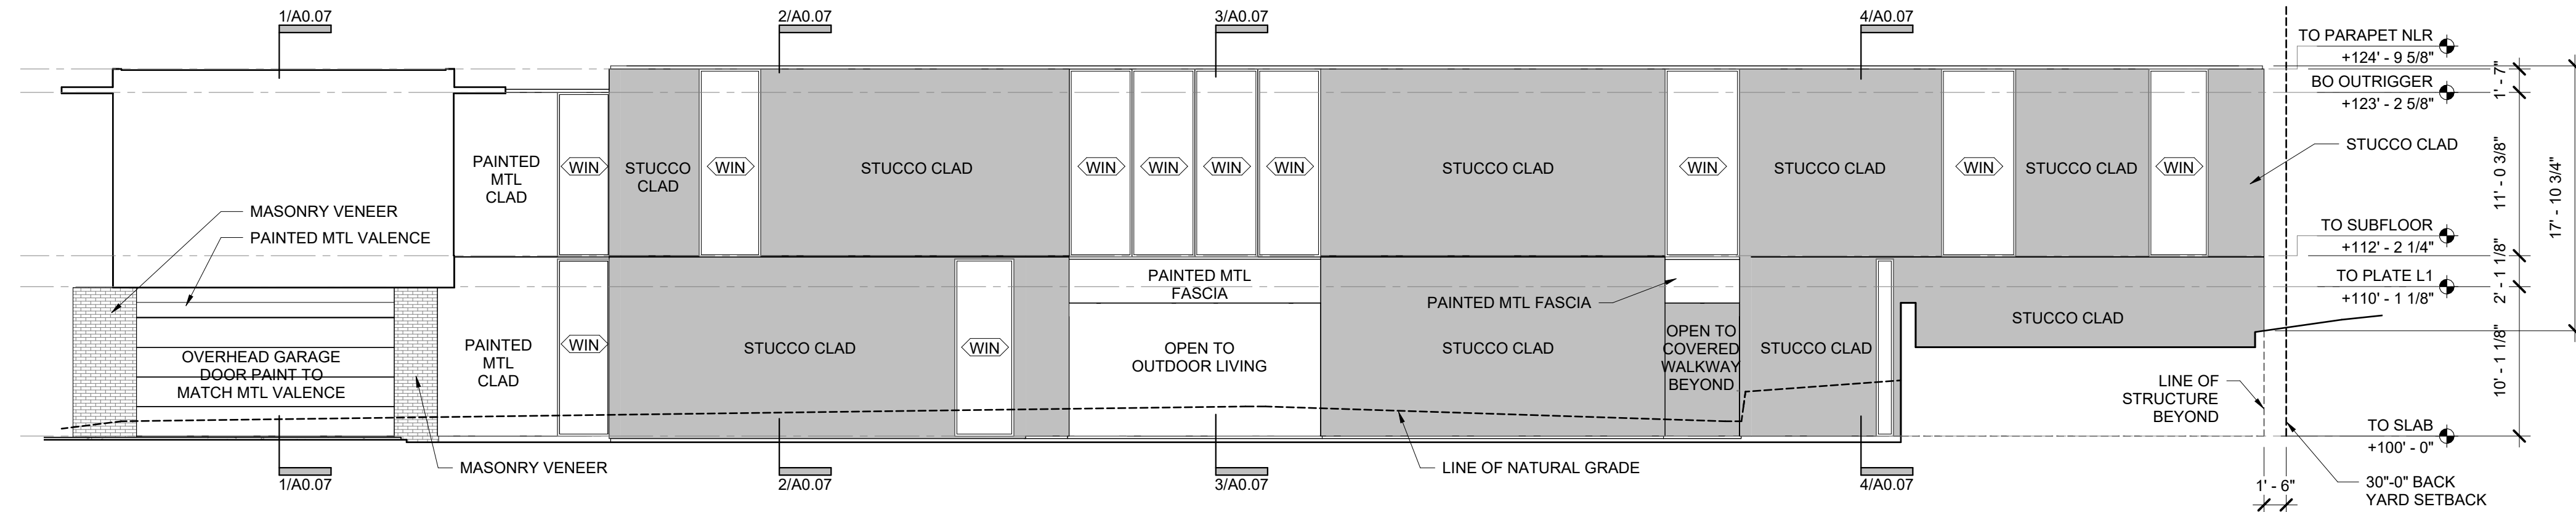 1/A0.07
2/A0.07
3/A0.07
4/A0.07
TO PARAPET NLR
+124' - 9 5/8"
BO OUTRIGGER
+123' - 2 5/8"
1' - 7"
PAINTED
MTL
CLAD
WIN
STUCCO
CLAD
WIN
STUCCO CLAD
WIN
WIN
WIN
WIN
STUCCO CLAD
WIN
STUCCO CLAD
WIN
STUCCO CLAD
WIN
STUCCO CLAD
11' - 0 3/8"
17' - 10 3/4"
MASONRY VENEER
PAINTED MTL VALENCE
TO SUBFLOOR
+112' - 2 1/4"
2' - 1 1/8"
TO PLATE L1
+110' - 1 1/8"
PAINTED MTL
FASCIA
PAINTED MTL FASCIA
STUCCO CLAD
OVERHEAD GARAGE
DOOR PAINT TO
MATCH MTL VALENCE
PAINTED
MTL
CLAD
WIN
STUCCO CLAD
WIN
OPEN TO
OUTDOOR LIVING
STUCCO CLAD
OPEN TO
COVERED
WALKWAY
BEYOND
STUCCO CLAD
10' - 1 1/8"
LINE OF
STRUCTURE
BEYOND
TO SLAB
+100' - 0"
MASONRY VENEER
LINE OF NATURAL GRADE
1/A0.07
2/A0.07
3/A0.07
4/A0.07
1' - 6"
30"-0" BACK
YARD SETBACK